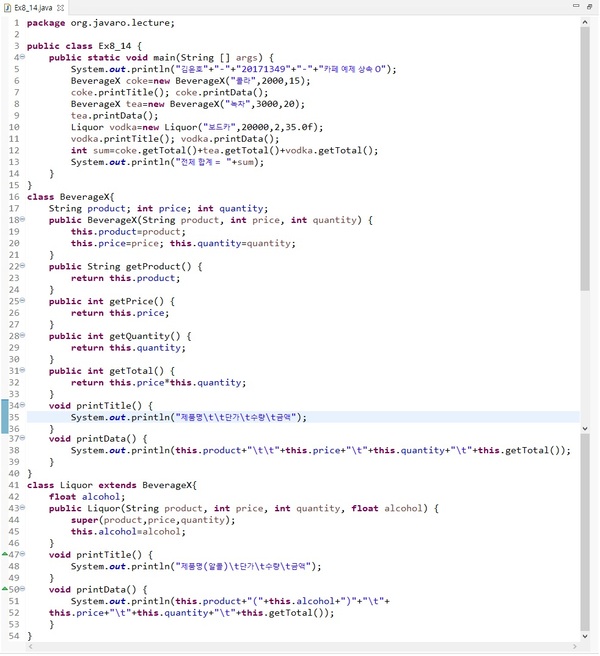 Ex8_14.java
1 package org.javaro.lecture;
2
3 public class Ex8_14 {
4 public static void main(String [] args) {
5 System.out.println("김윤호"+"-"+"20171349"+"-"+"카페 예제 상속 O");
6 BeverageX coke=new BeverageX("콜라",2000,15);
7 coke.printTitle(); coke.printData();
8 BeverageX tea=new BeverageX("녹차",3000,20);
9 tea.printData();
10 Liquor vodka=new Liquor("보드카",20000,2,35.0f);
11 vodka.printTitle(); vodka.printData();
12 int sum=coke.getTotal()+tea.getTotal()+vodka.getTotal();
13 System.out.println("전체 합계 = "+sum);
14 }
15 }
16 class BeverageX{
17 String product; int price; int quantity;
18 public BeverageX(String product, int price, int quantity) {
19 this.product=product;
20 this.price=price; this.quantity=quantity;
21 }
22 public String getProduct() {
23 return this.product;
24 }
25 public int getPrice() {
26 return this.price;
27 }
28 public int getQuantity() {
29 return this.quantity;
30 }
31 public int getTotal() {
32 return this.price*this.quantity;
33 }
34 void printTitle() {
35 System.out.println("제품명\t\t단가\t수량\t금액");
36 }
37 void printData() {
38 System.out.println(this.product+"\t\t"+this.price+"\t"+this.quantity+"\t"+this.getTotal());
39 }
40 }
41 class Liquor extends BeverageX{
42 float alcohol;
43 public Liquor(String product, int price, int quantity, float alcohol) {
44 super(product,price,quantity);
45 this.alcohol=alcohol;
46 }
47 void printTitle() {
48 System.out.println("제품명(알콜)\t단가\t수량\t금액");
49 }
50 void printData() {
51 System.out.println(this.product+"("+this.alcohol+")"+"\t"+
52 this.price+"\t"+this.quantity+"\t"+this.getTotal());
53 }
54 }